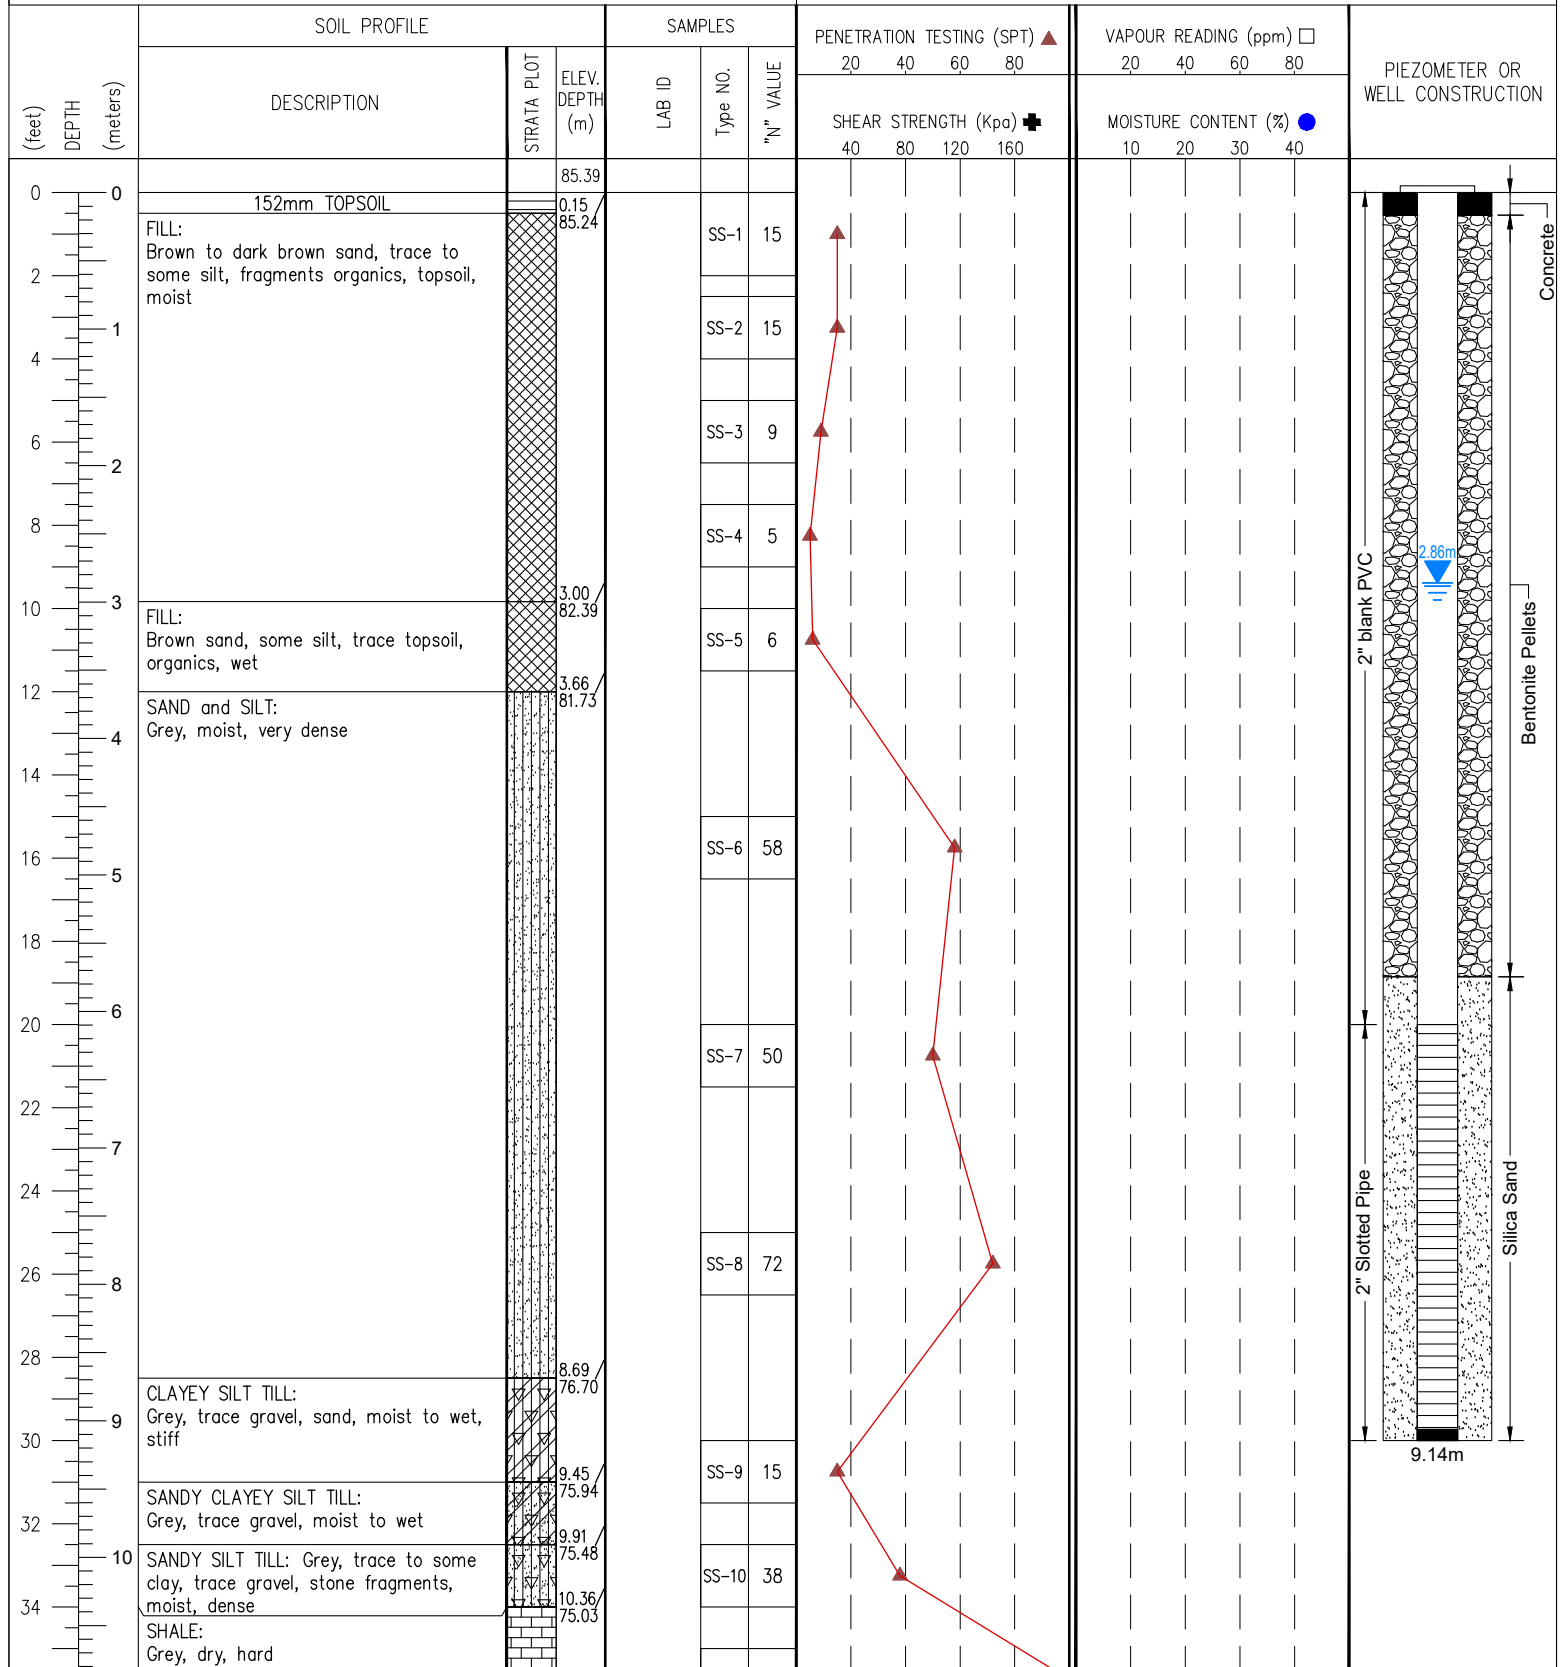 SOIL PROFILE
SAMPLES
PENETRATION TESTING (SPT)
20 40 60 80
SHEAR STRENGTH (Kpa)
40 80 120 160
VAPOUR READING (ppm)
20 40 60 80
MOISTURE CONTENT (%)
10 20 30 40
PIEZOMETER OR
WELL CONSTRUCTION
(feet)
DEPTH
(meters)
DESCRIPTION
STRATA PLOT
ELEV.
DEPTH
(m)
LAB ID
Type NO.
"N" VALUE
85.39
0 0
152mm TOPSOIL
0.15
85.24
FILL:
Brown to dark brown sand, trace to
some silt, fragments organics, topsoil,
moist
SS-1 15
2
SS-2 15
1
4
SS-3 9
6
2
8
SS-4 5
3.00
82.39
10 3
FILL:
Brown sand, some silt, trace topsoil,
organics, wet
SS-5 6
3.66
81.73
12
SAND and SILT:
Grey, moist, very dense
4
14
SS-6 58
16
5
18
6
20
SS-7 50
22
7
24
SS-8 72
26
8
28
8.69
76.70
CLAYEY SILT TILL:
Grey, trace gravel, sand, moist to wet,
stiff
9
30
SS-9 15
9.45
75.94
SANDY CLAYEY SILT TILL:
Grey, trace gravel, moist to wet
32
9.91
75.48
10
SANDY SILT TILL: Grey, trace to some
clay, trace gravel, stone fragments,
moist, dense
SS-10 38
34
10.36
75.03
SHALE:
Grey, dry, hard
Concrete
2.86m
2" blank PVC
Bentonite Pellets
2" Slotted Pipe
Silica Sand
9.14m